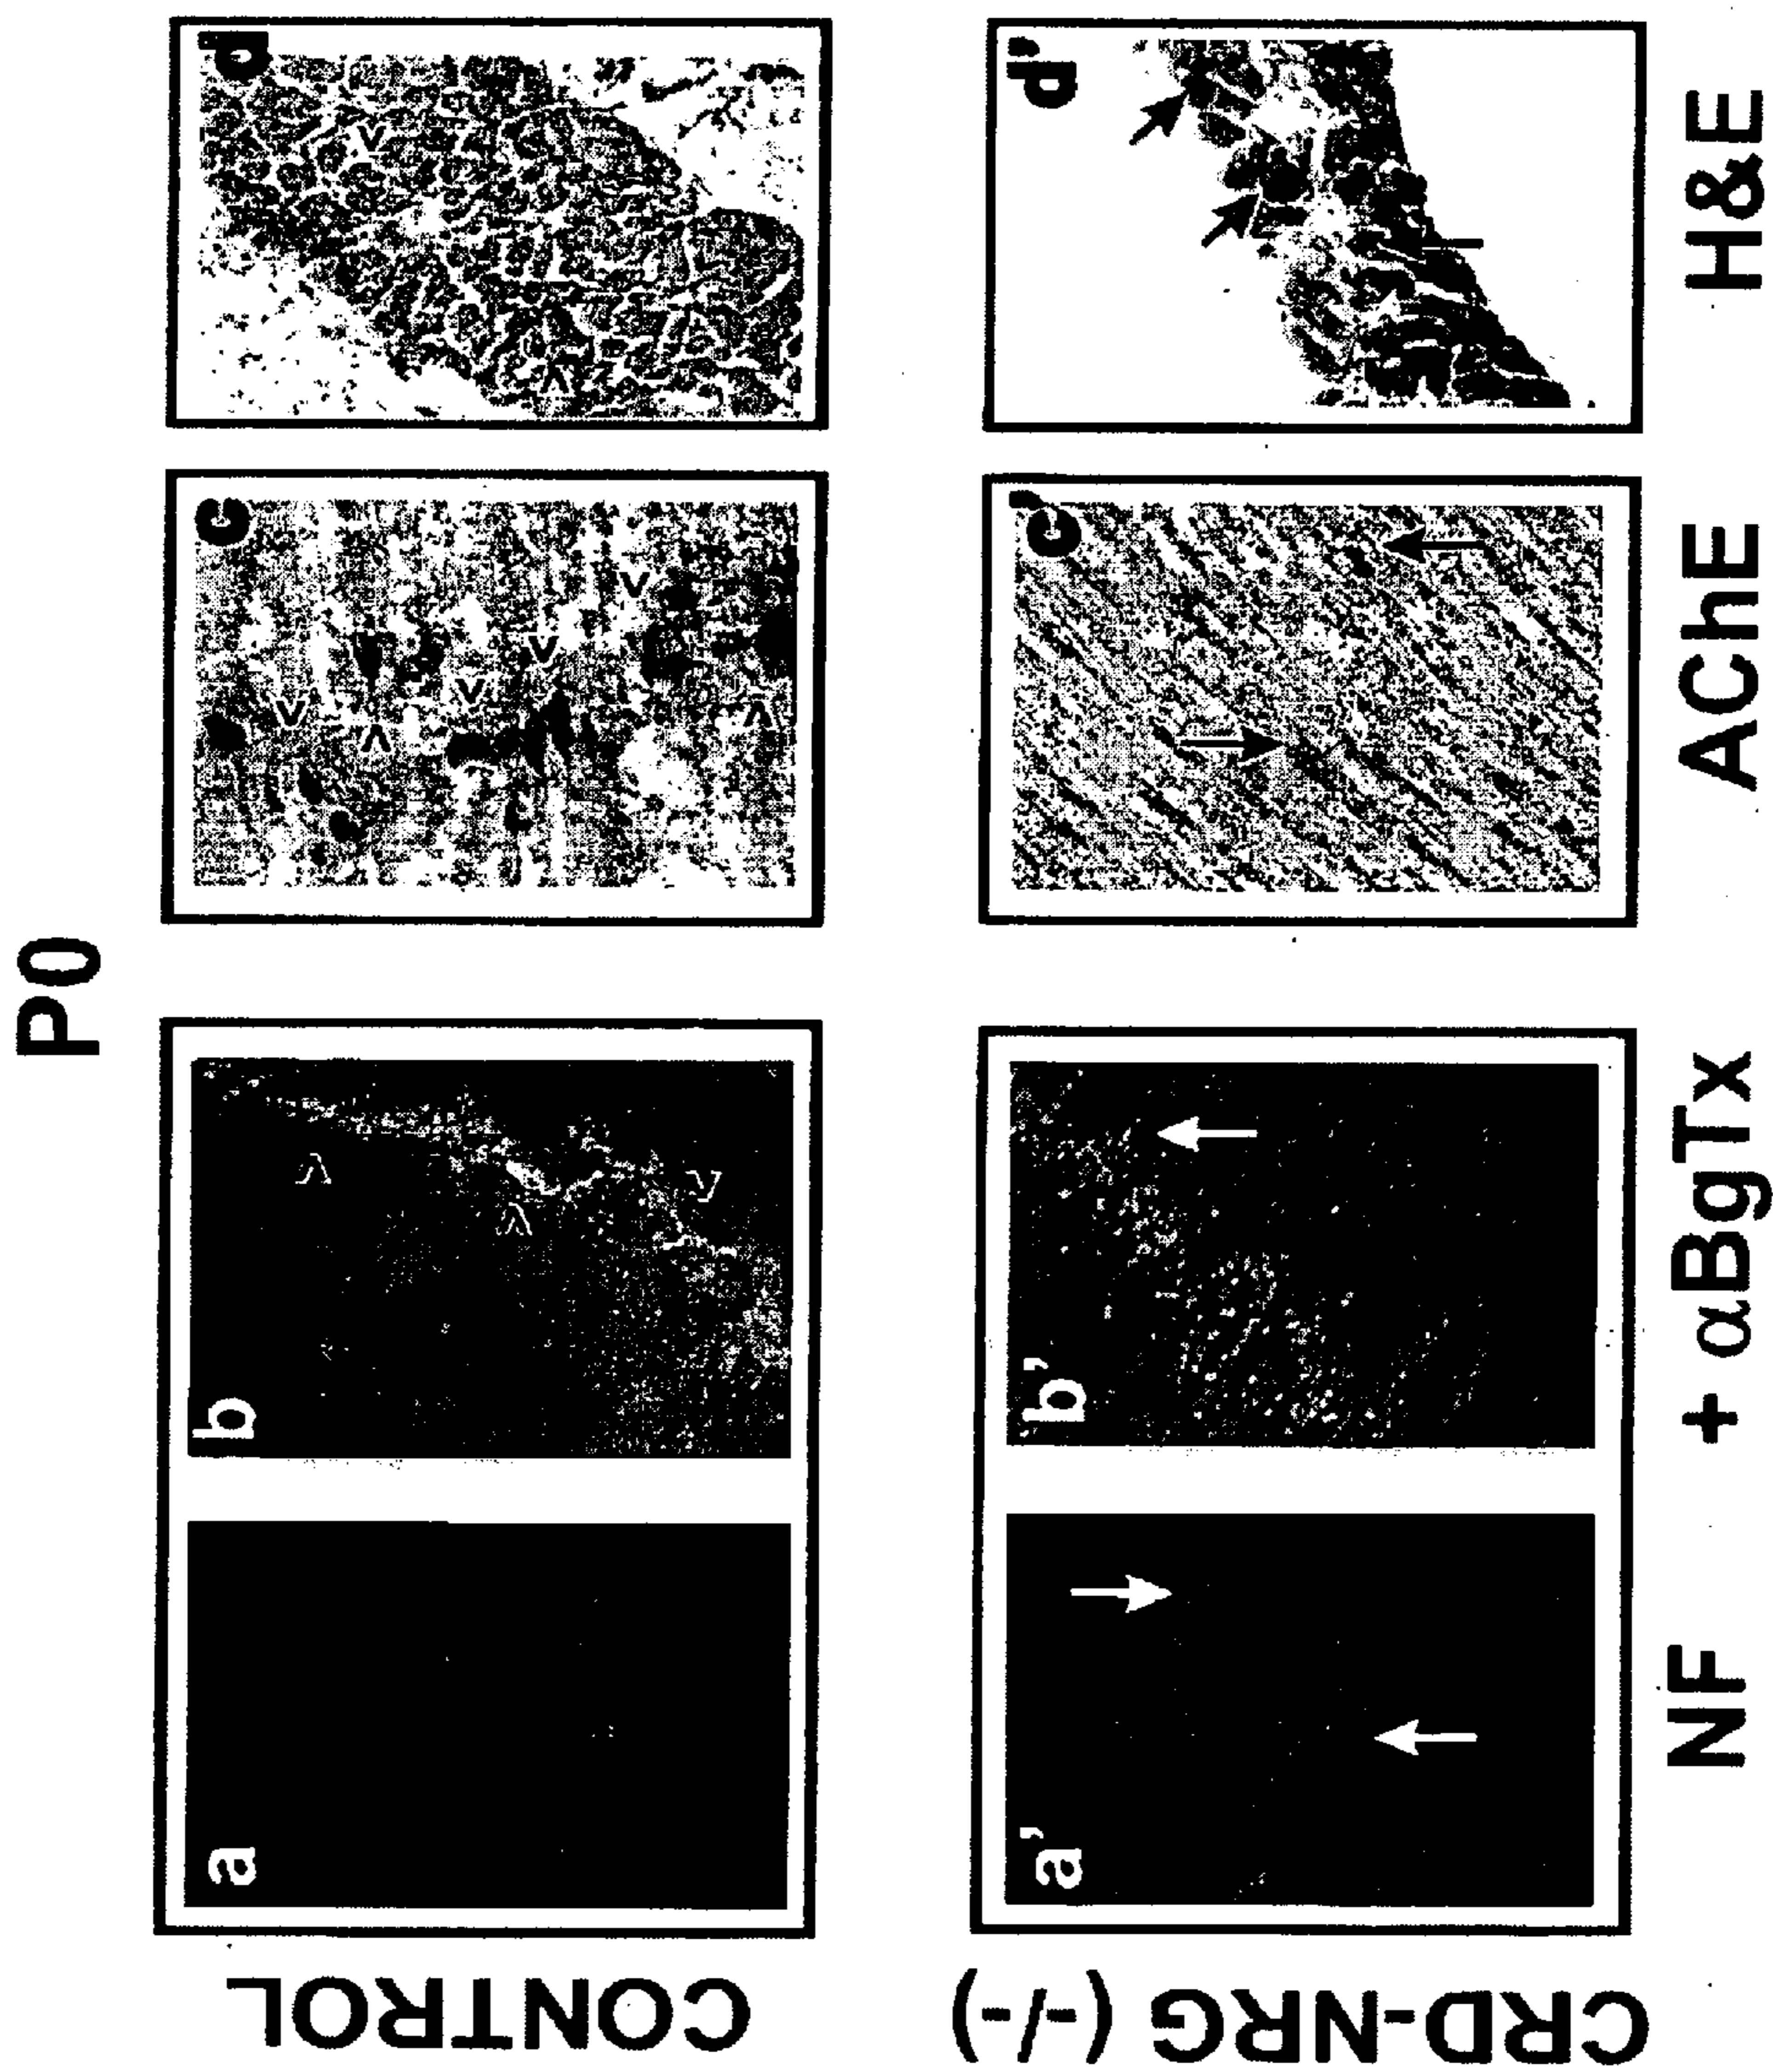 P0
CONTROL
a
b
c
d
CRD-NRG (-/-)
a'
b'
c'
d'
NF + αBgTx
AChE
H&E